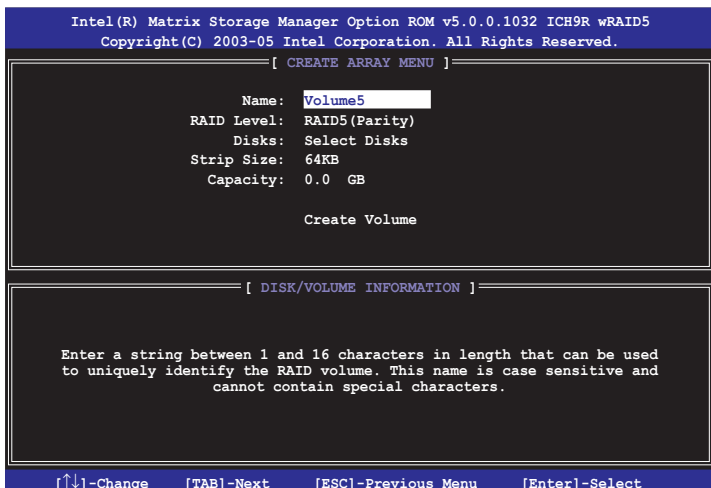 Intel(R) Matrix Storage Manager Option ROM v5.0.0.1032 ICH9R wRAID5
Copyright(C) 2003-05 Intel Corporation. All Rights Reserved.
[ CREATE ARRAY MENU ]
Name: Volume5
RAID Level: RAID5(Parity)
Disks: Select Disks
Strip Size: 64KB
Capacity: 0.0 GB
Create Volume
[ DISK/VOLUME INFORMATION ]
Enter a string between 1 and 16 characters in length that can be used
to uniquely identify the RAID volume. This name is case sensitive and
cannot contain special characters.
[↑↓]-Change [TAB]-Next [ESC]-Previous Menu [Enter]-Select